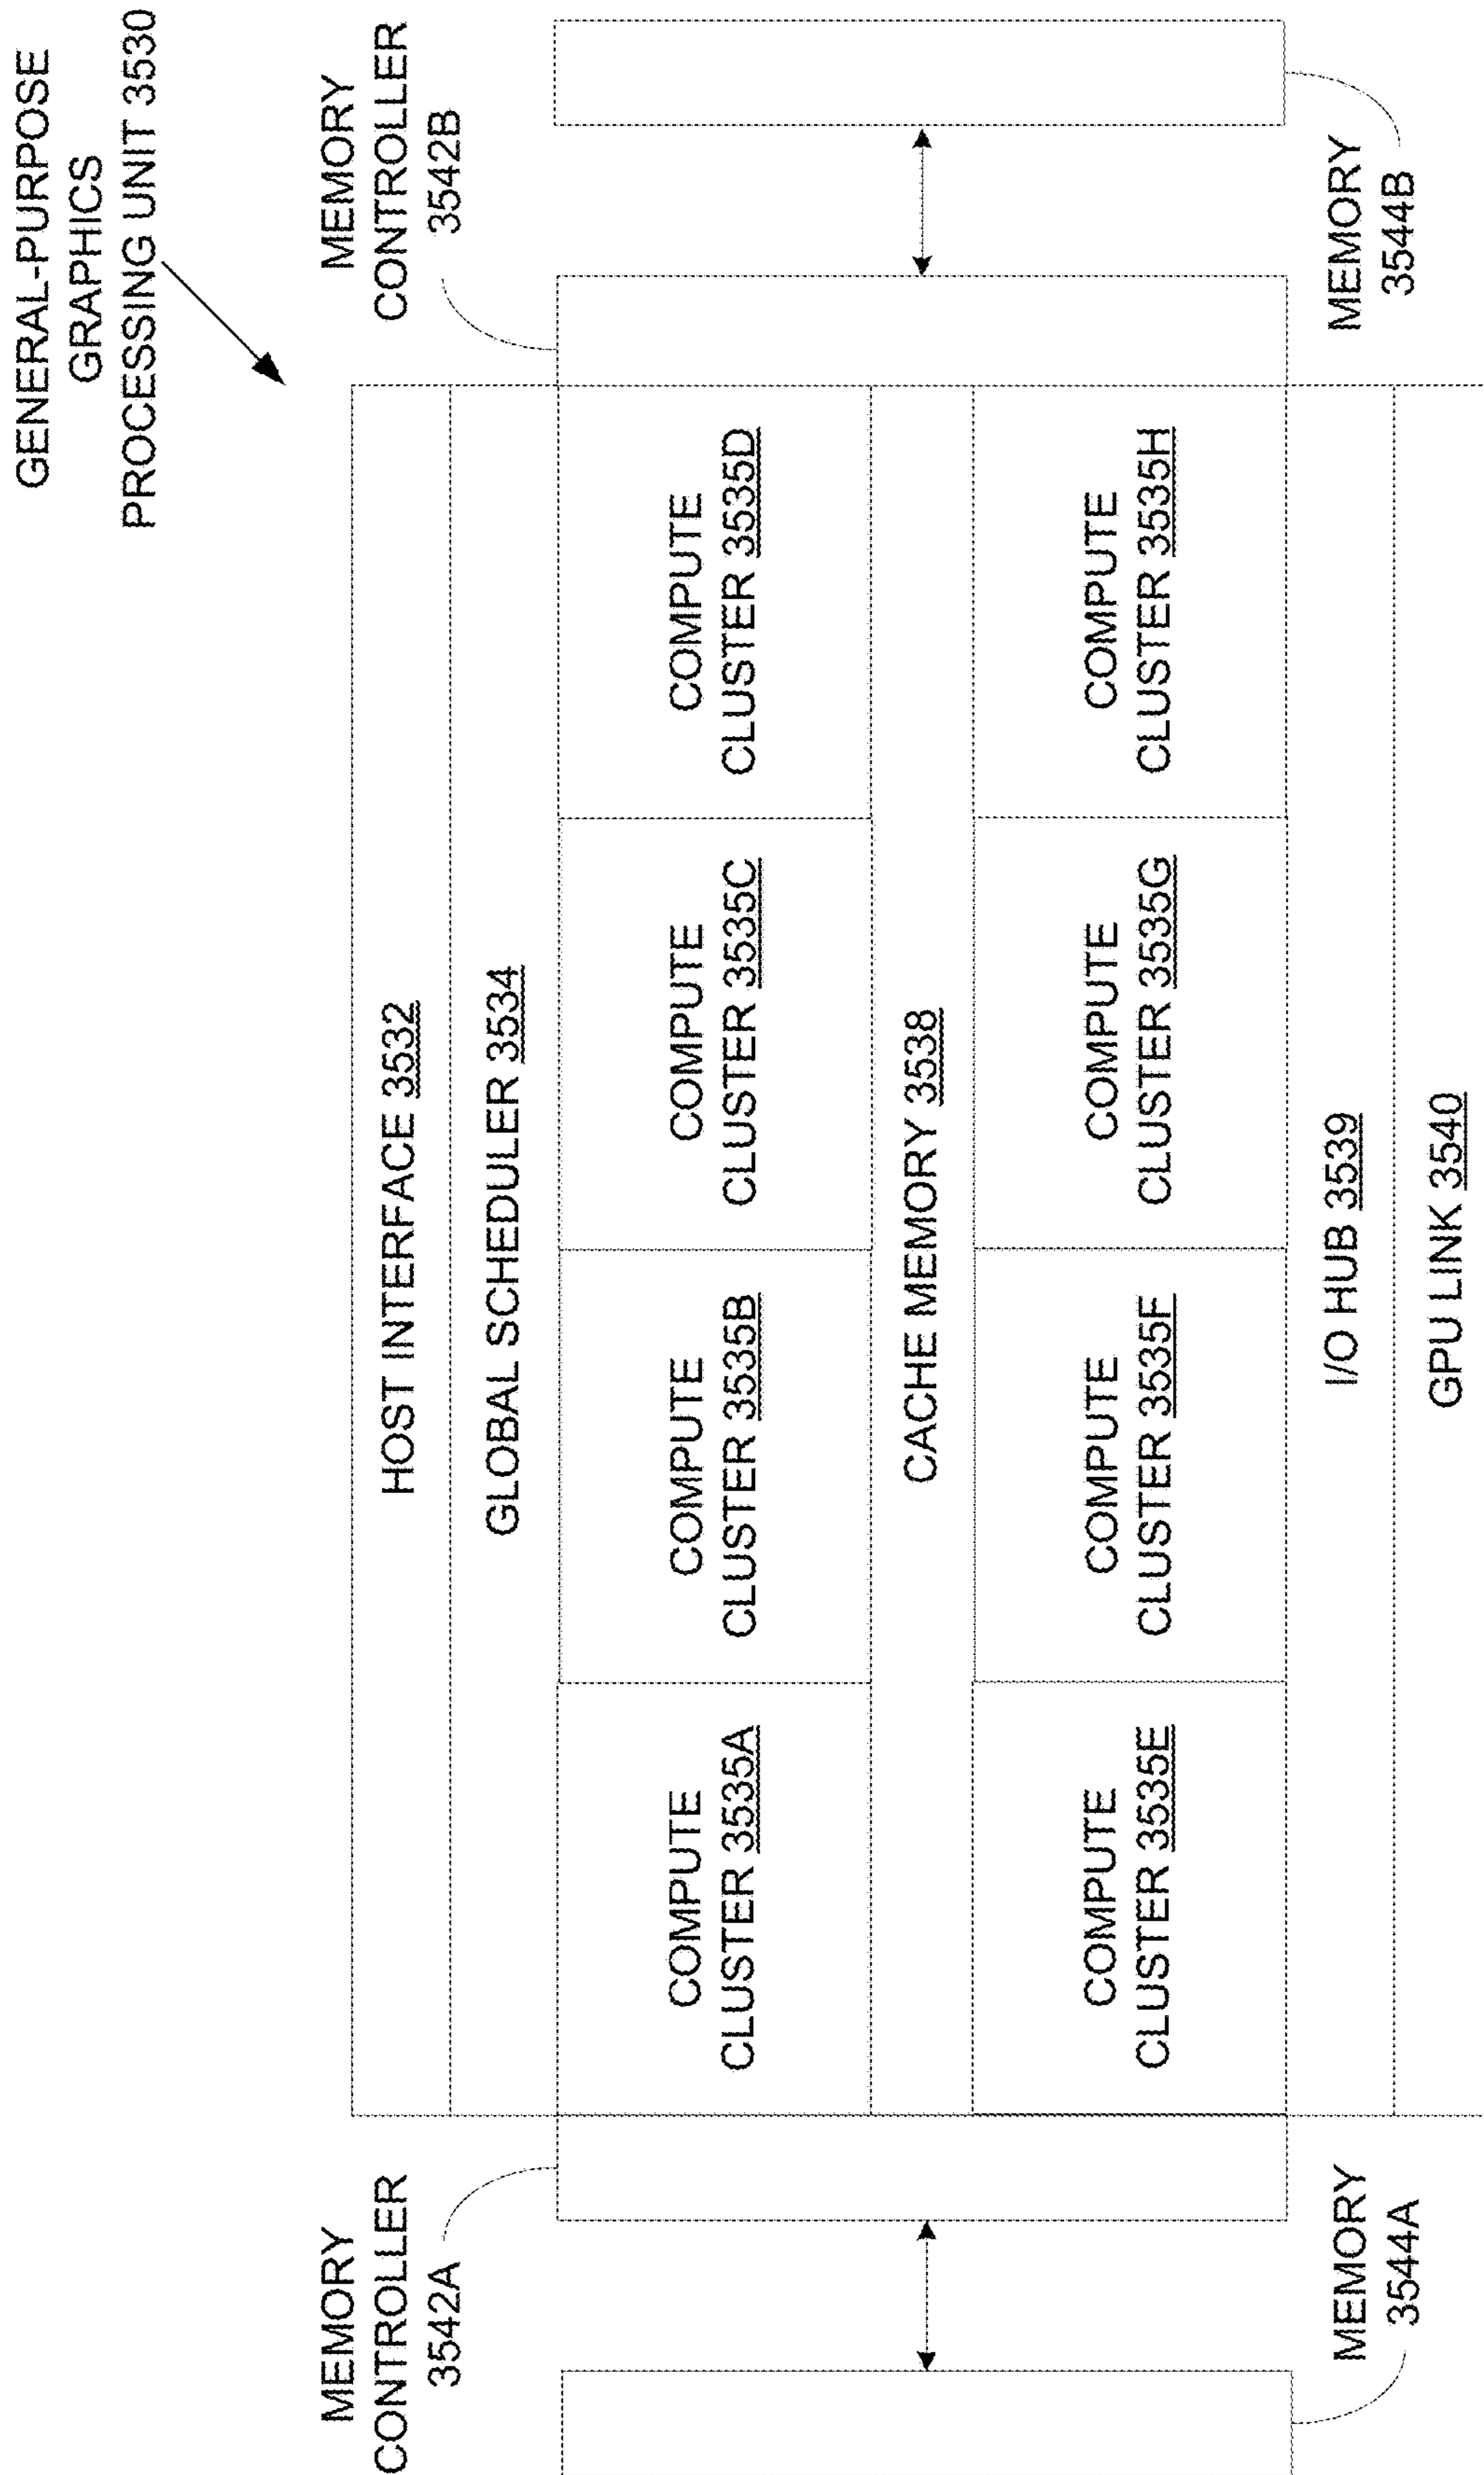 GENERAL-PURPOSE
GRAPHICS
PROCESSING UNIT 3530
MEMORY
CONTROLLER
3542A
MEMORY
CONTROLLER
3542B
HOST INTERFACE 3532
GLOBAL SCHEDULER 3534
COMPUTE
CLUSTER 3535A
COMPUTE
CLUSTER 3535B
COMPUTE
CLUSTER 3535C
COMPUTE
CLUSTER 3535D
CACHE MEMORY 3538
COMPUTE
CLUSTER 3535E
COMPUTE
CLUSTER 3535F
COMPUTE
CLUSTER 3535G
COMPUTE
CLUSTER 3535H
I/O HUB 3539
GPU LINK 3540
MEMORY
3544A
MEMORY
3544B